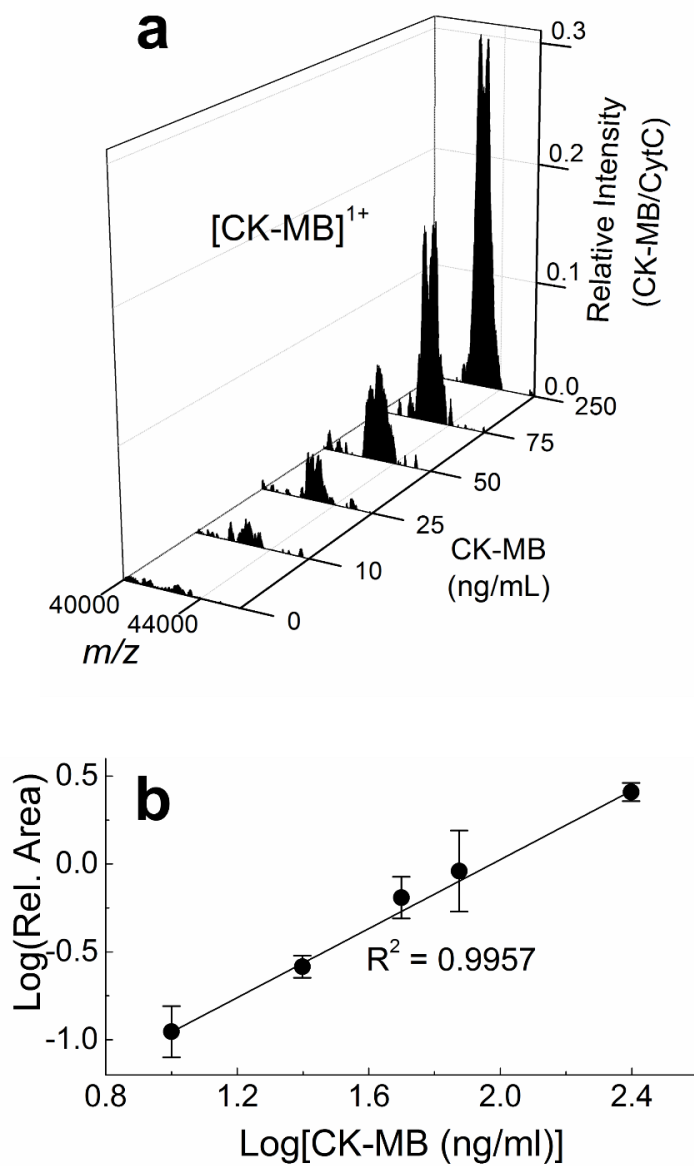 a
[CK-MB]¹⁺
0.3
0.2
0.1
0.0
Relative Intensity
(CK-MB/CytC)
250
75
50
25
10
0
CK-MB
(ng/mL)
40000
44000
m/z
b
0.5
0.0
-0.5
-1.0
Log(Rel. Area)
R² = 0.9957
0.8
1.2
1.6
2.0
2.4
Log[CK-MB (ng/ml)]